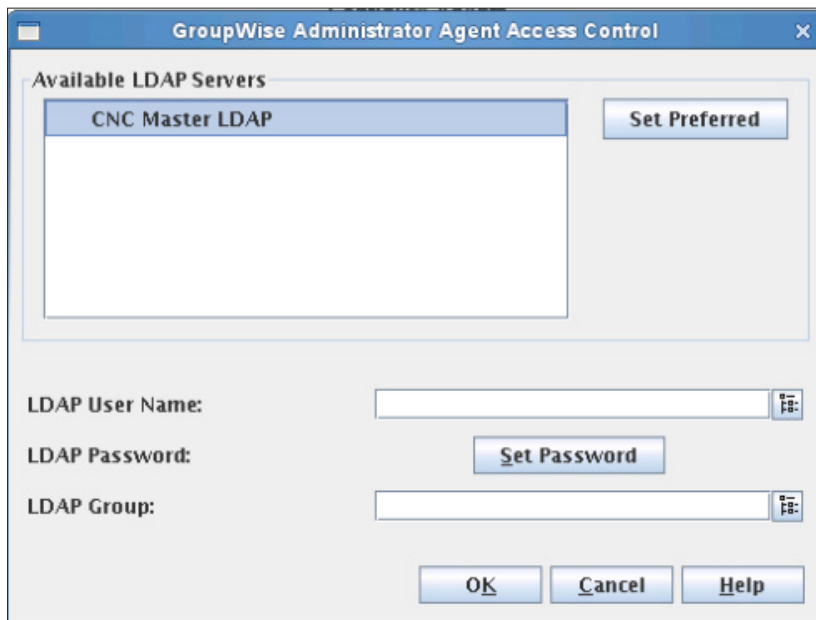 GroupWise Administrator Agent Access Control
Available LDAP Servers
CNC Master LDAP
Set Preferred
LDAP User Name:
LDAP Password:
Set Password
LDAP Group:
OK
Cancel
Help